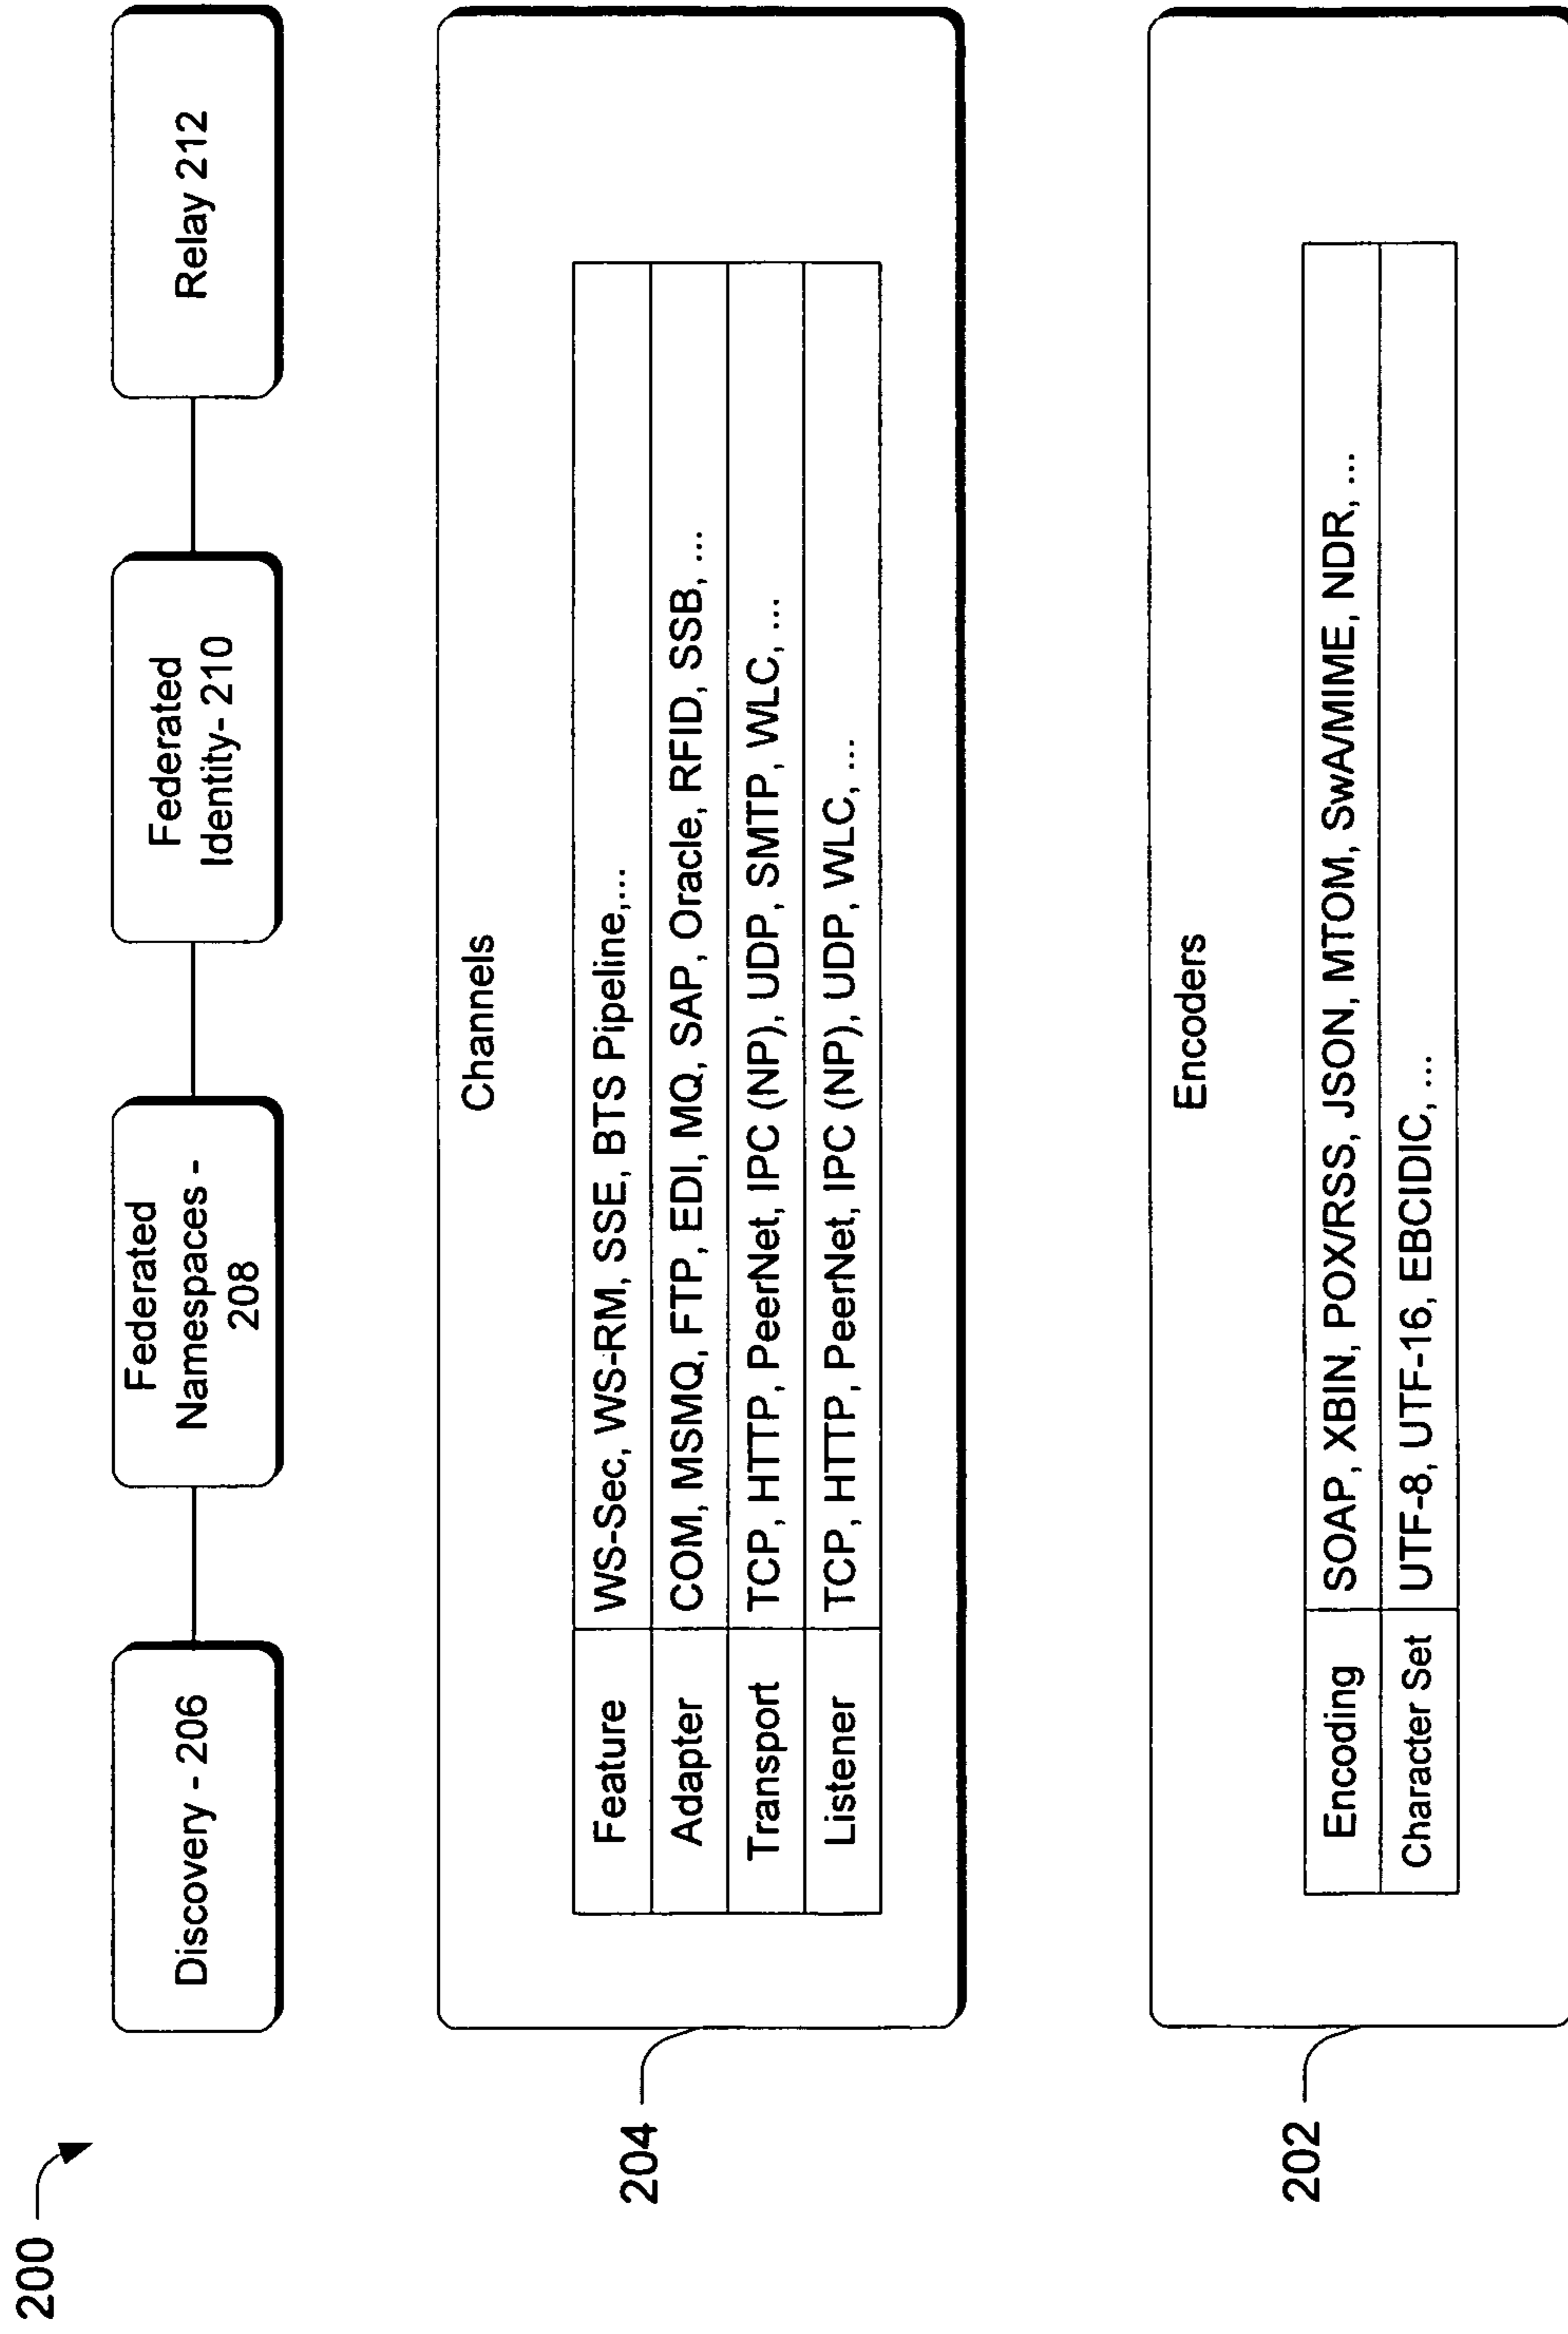 200
Discovery - 206
Federated
Namespaces -
208
Federated
Identity- 210
Relay 212
204
Channels
Feature WS-Sec, WS-RM, SSE, BTS Pipeline,...
Adapter COM, MSMQ, FTP, EDI, MQ, SAP, Oracle, RFID, SSB, ...
Transport TCP, HTTP, PeerNet, IPC (NP), UDP, SMTP, WLC, ...
Listener TCP, HTTP, PeerNet, IPC (NP), UDP, WLC, ...
202
Encoders
Encoding SOAP, XBIN, POX/RSS, JSON, MTOM, SwA/MIME, NDR, ...
Character Set UTF-8, UTF-16, EBCIDIC, ...